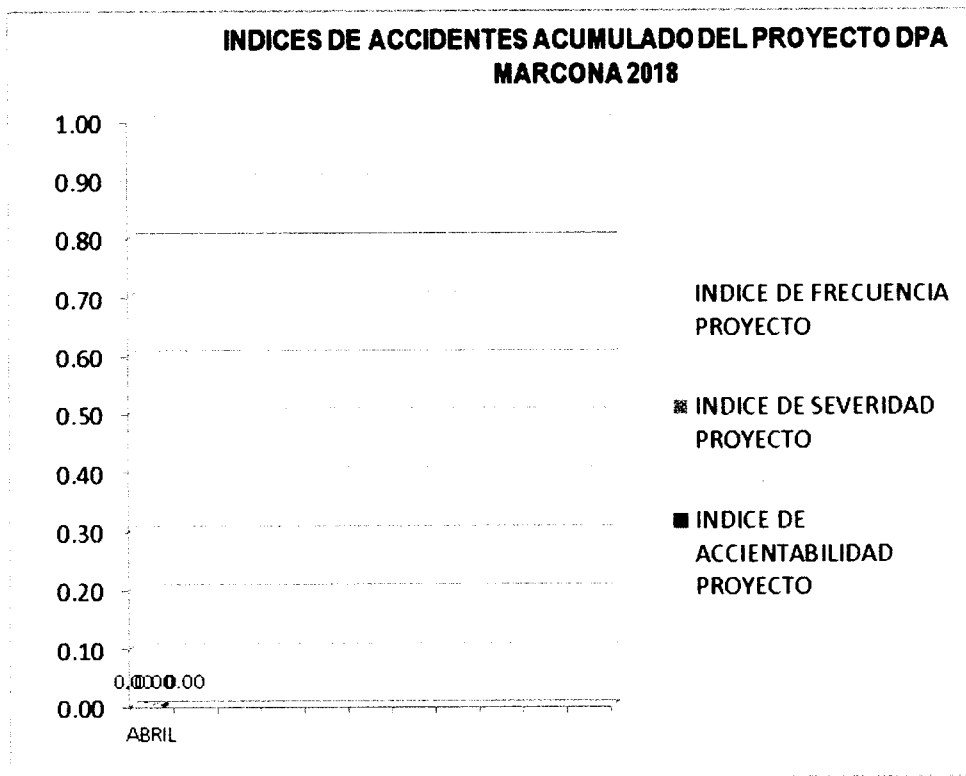 INDICES DE ACCIDENTES ACUMULADO DEL PROYECTO DPA
MARCONA 2018
1.00
0.90
0.80
0.70
0.60
0.50
0.40
0.30
0.20
0.10
0.00
0.00
ABRIL
INDICE DE FRECUENCIA
PROYECTO
INDICE DE SEVERIDAD
PROYECTO
INDICE DE
ACCIENTABILIDAD
PROYECTO